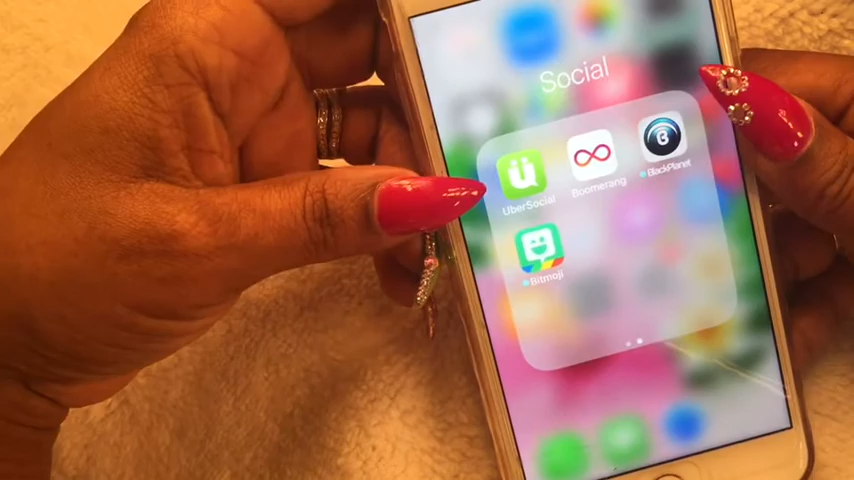 Social
UberSocial
Boomerang
BlackPlanet
Bitmoji